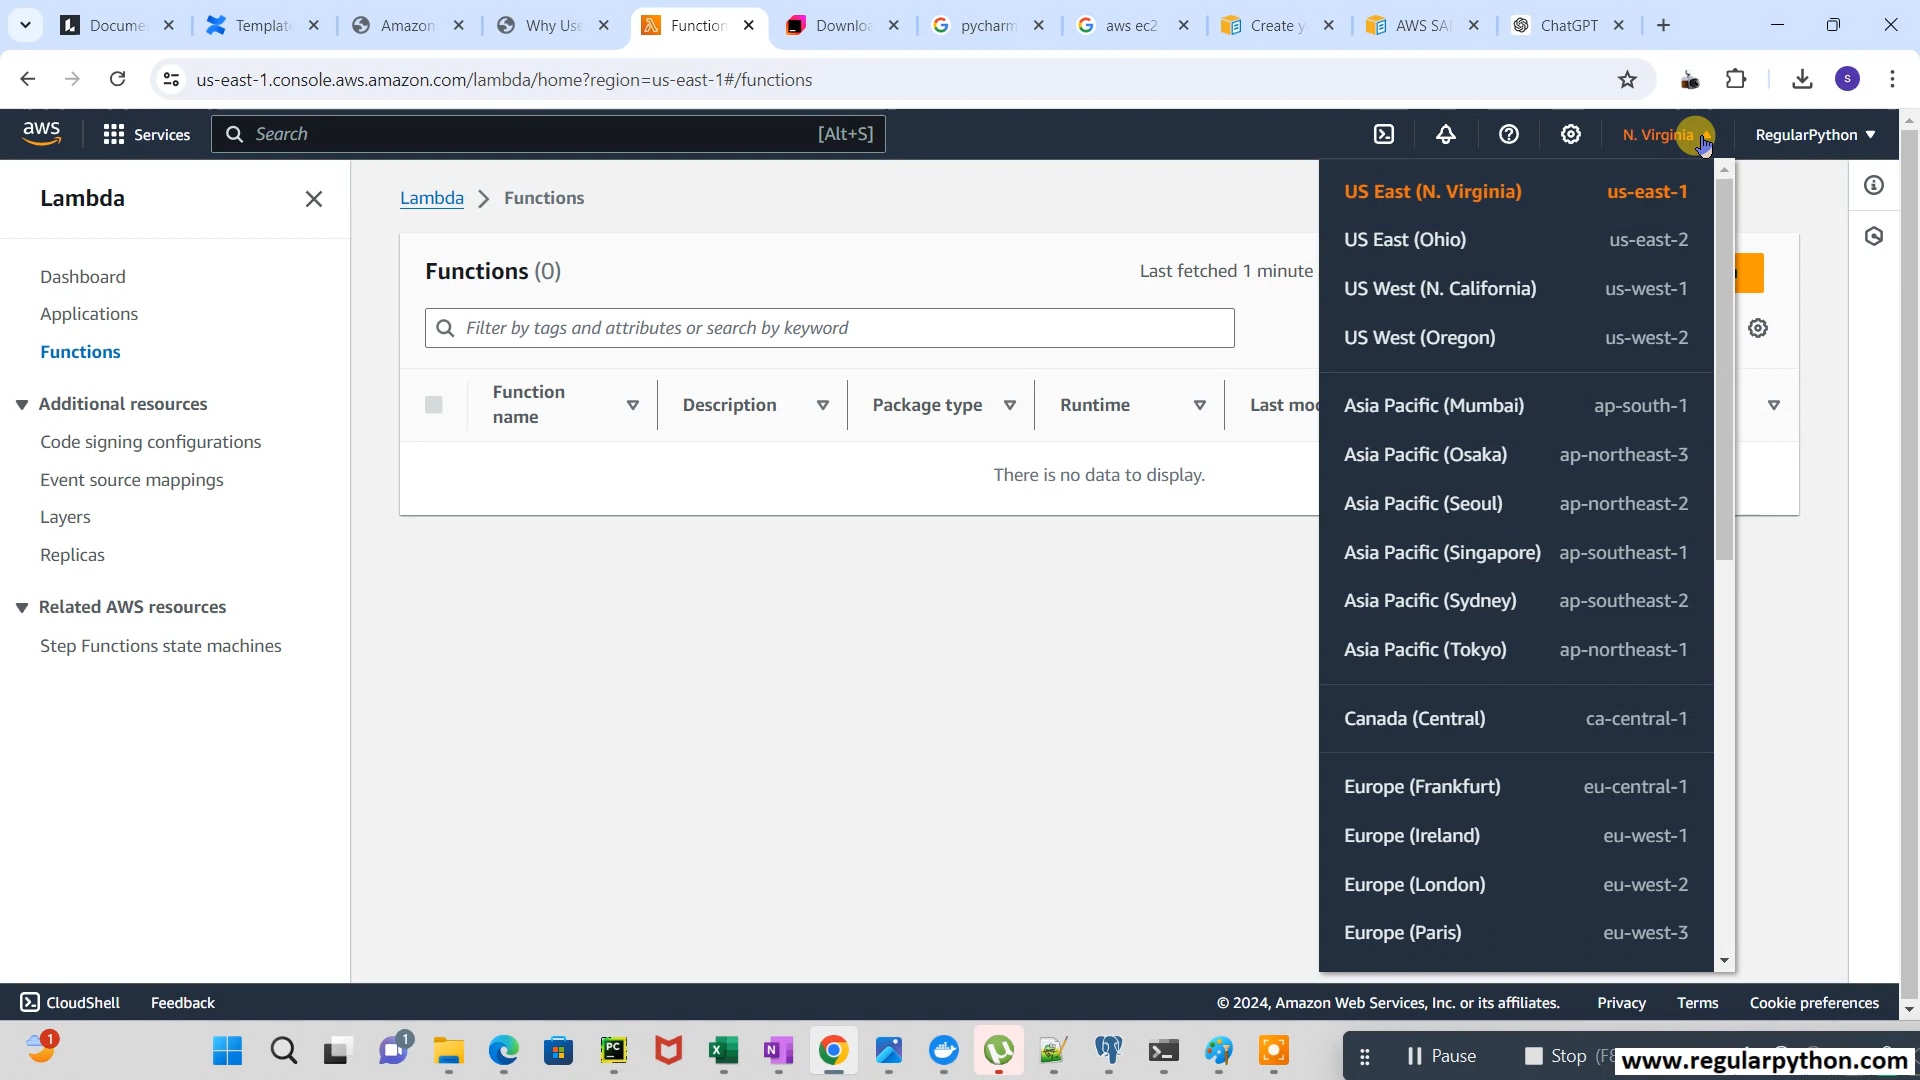 Docume
Template
Amazon
Why Use
Function
Downloa
pycharm
aws ec2
Create y
AWS SA
ChatGPT
us-east-1.console.aws.amazon.com/lambda/home?region=us-east-1#/functions
S
aws
Services
Search
[Alt+S]
N. Virginia
RegularPython
Lambda
Dashboard
Applications
Functions
Additional resources
Code signing configurations
Event source mappings
Layers
Replicas
Related AWS resources
Step Functions state machines
Lambda > Functions
Functions (0)
Last fetched 1 minute
Filter by tags and attributes or search by keyword
Function name
Description
Package type
Runtime
Last mo
There is no data to display.
US East (N. Virginia) us-east-1
US East (Ohio) us-east-2
US West (N. California) us-west-1
US West (Oregon) us-west-2
Asia Pacific (Mumbai) ap-south-1
Asia Pacific (Osaka) ap-northeast-3
Asia Pacific (Seoul) ap-northeast-2
Asia Pacific (Singapore) ap-southeast-1
Asia Pacific (Sydney) ap-southeast-2
Asia Pacific (Tokyo) ap-northeast-1
Canada (Central) ca-central-1
Europe (Frankfurt) eu-central-1
Europe (Ireland) eu-west-1
Europe (London) eu-west-2
Europe (Paris) eu-west-3
CloudShell
Feedback
© 2024, Amazon Web Services, Inc. or its affiliates.
Privacy
Terms
Cookie preferences
1
1
PC
Pause
Stop
www.regularpython.com